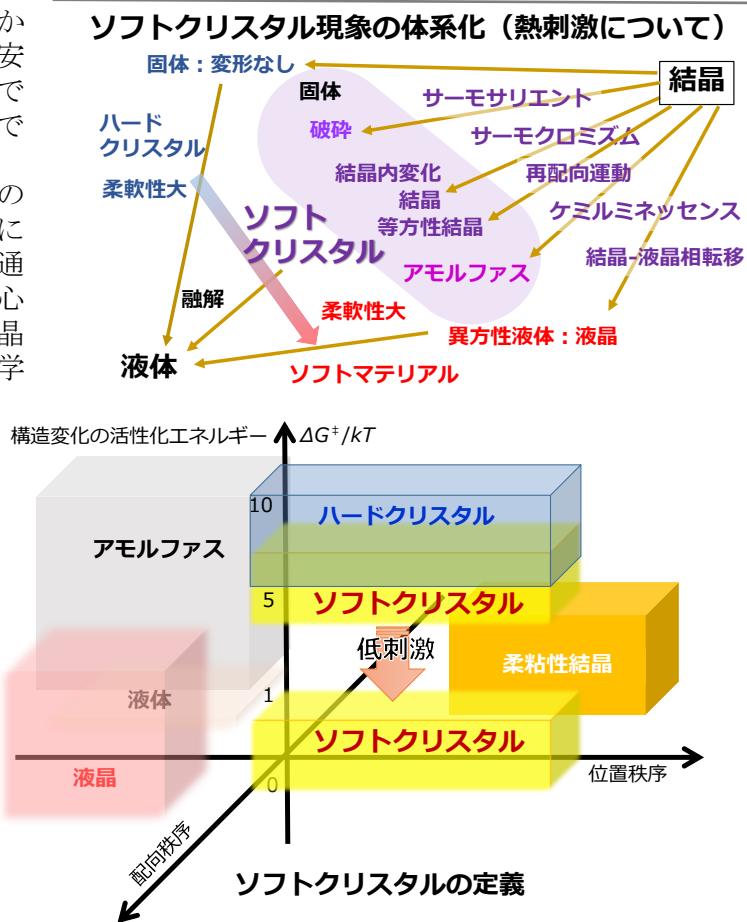 か
安
で
で
の
に
通
心
晶
学
ソフトクリスタル現象の体系化（熱刺激について）
固体：変形なし
結晶
固体
サーモサリエント
破砕
ハード
クリスタル
サーモクロミズム
結晶内変化
再配向運動
柔軟性大
結晶
ソフト
クリスタル
等方性結晶
ケミルミネッセンス
アモルファス
結晶-液晶相転移
融解
柔軟性大
異方性液体：液晶
液体
ソフトマテリアル
構造変化の活性化エネルギー
ΔG‡/kT
10
ハードクリスタル
アモルファス
5
ソフトクリスタル
低刺激
柔粘性結晶
液体
1
ソフトクリスタル
液晶
0
位置秩序
配向秩序
ソフトクリスタルの定義